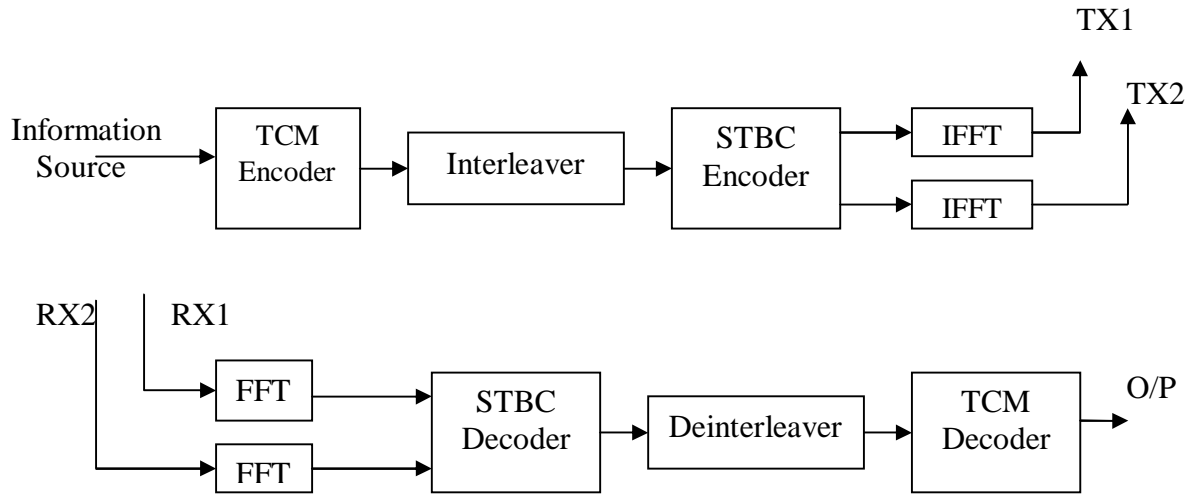 TX1
TX2
Information
Source
TCM
Encoder
Interleaver
STBC
Encoder
IFFT
IFFT
RX2
RX1
FFT
FFT
STBC
Decoder
Deinterleaver
TCM
Decoder
O/P